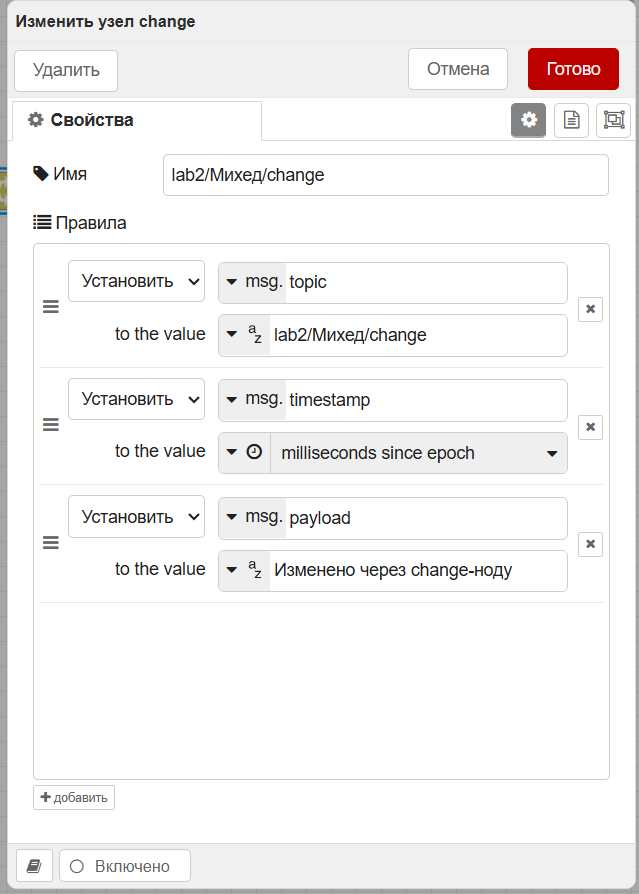 Изменить узел change
Удалить
Отмена
Готово
Свойства
Имя
lab2/Михед/change
Правила
Установить
msg. topic
to the value
az lab2/Михед/change
Установить
msg. timestamp
to the value
milliseconds since epoch
Установить
msg. payload
to the value
az Изменено через change-ноду
добавить
Включено